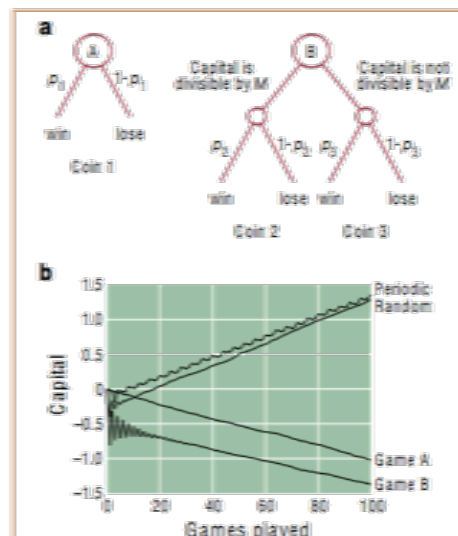 a
A
p₁ 1-p₁
win lose
Coin 1
B
Capital is divisible by M
Capital is not divisible by M
p₂ 1-p₂ p₃ 1-p₃
win lose win lose
Coin 2 Coin 3
b
Capital
1.5
1.0
0.5
0
-0.5
-1.0
-1.5
Periodic
Random
Game A
Game B
0 20 40 60 80 100
Games played